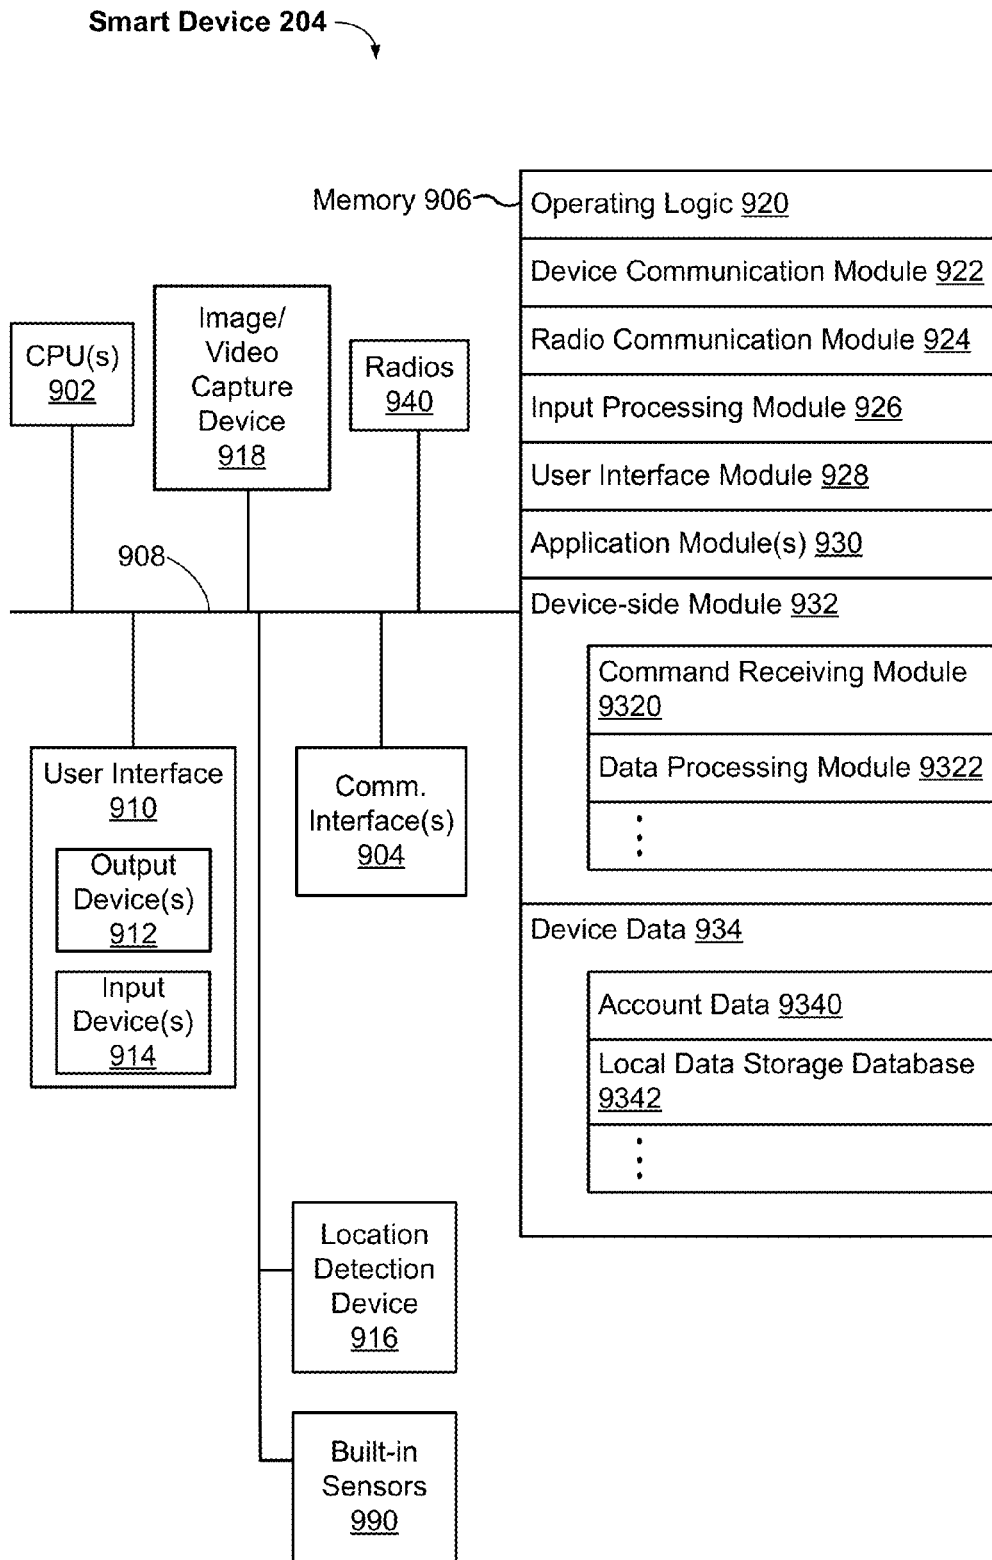 Smart Device 204
Memory 906
Operating Logic 920
Device Communication Module 922
Radio Communication Module 924
Input Processing Module 926
User Interface Module 928
Application Module(s) 930
Device-side Module 932
Command Receiving Module
9320
Data Processing Module 9322
Device Data 934
Account Data 9340
Local Data Storage Database
9342
CPU(s)
902
Image/
Video
Capture
Device
918
Radios
940
908
User Interface
910
Output
Device(s)
912
Input
Device(s)
914
Comm.
Interface(s)
904
Location
Detection
Device
916
Built-in
Sensors
990